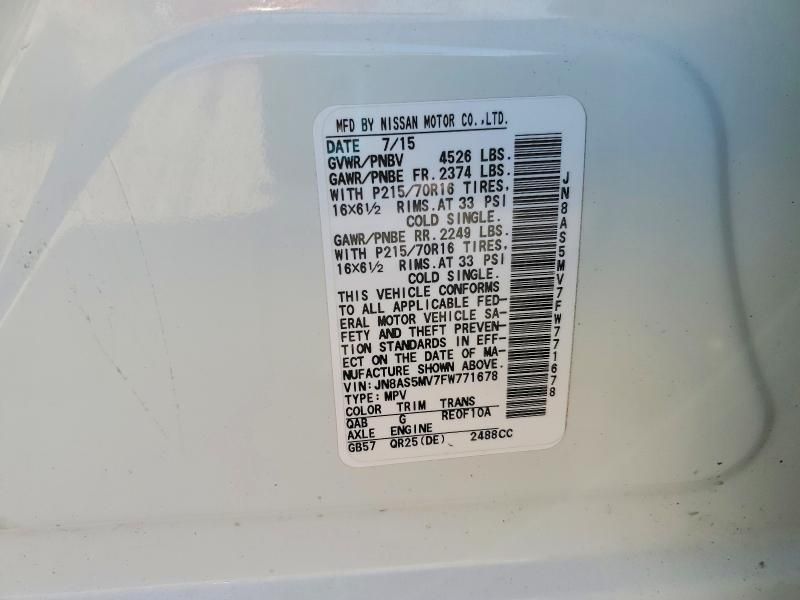 MFD BY NISSAN MOTOR CO.,LTD.
DATE 7/15
GVWR/PNBV 4526 LBS.
GAWR/PNBE FR. 2374 LBS.
WITH P215/70R16 TIRES,
16X6½ RIMS. AT 33 PSI
COLD SINGLE.
GAWR/PNBE RR. 2249 LBS.
WITH P215/70R16 TIRES,
16X6½ RIMS. AT 33 PSI
COLD SINGLE.
THIS VEHICLE CONFORMS
TO ALL APPLICABLE FED-
ERAL MOTOR VEHICLE SA-
FETY AND THEFT PREVEN-
TION STANDARDS IN EFF-
ECT ON THE DATE OF MA-
NUFACTURE SHOWN ABOVE.
VIN: JN8AS5MV7FW771678
TYPE: MPV
COLOR TRIM TRANS
QAB G RE0F10A
AXLE ENGINE
GB57 QR25(DE) 2488CC
JN8AS5MV7FW771678